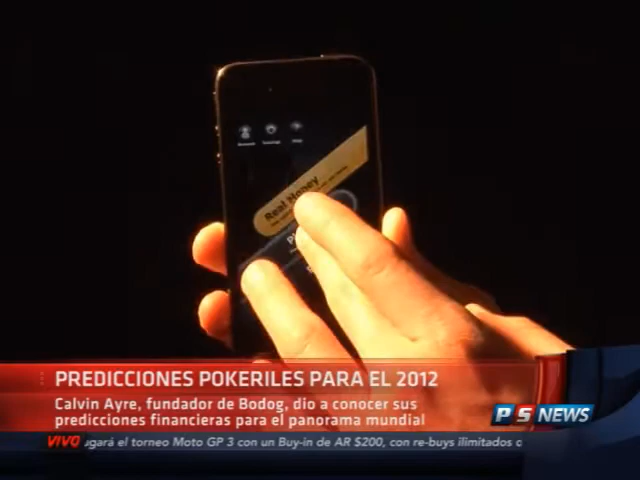 Real Money
PREDICCIONES POKERILES PARA EL 2012
Calvin Ayre, fundador de Bodog, dio a conocer sus
predicciones financieras para el panorama mundial
PS NEWS
VIVO gará el torneo Moto GP 3 con un Buy-in de AR $200, con re-buys ilimitados